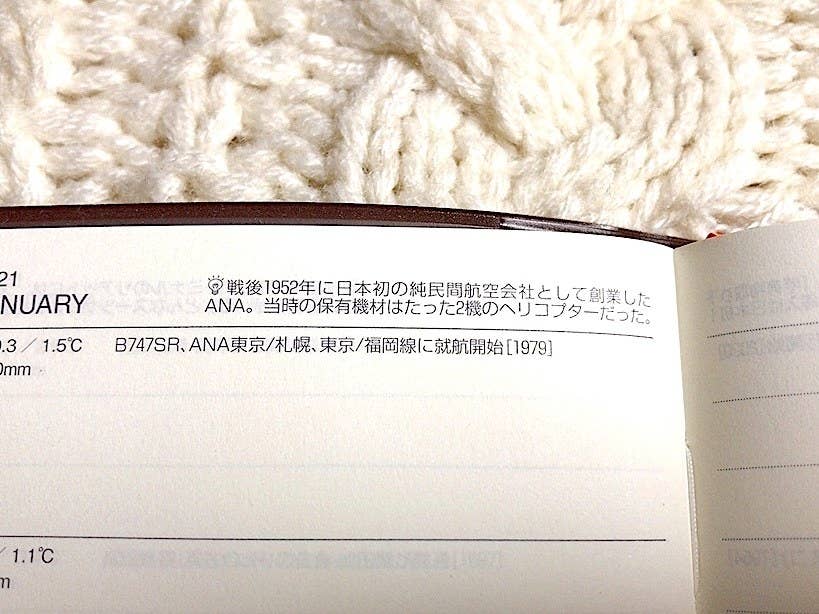 21
戦後1952年に日本初の純民間航空会社として創業した
NUARY
ANA。当時の保有機材はたった2機のヘリコプターだった。
.3 / 1.5℃
B747SR、ANA東京/札幌、東京/福岡線に就航開始[1979]
0mm
/ 1.1℃
m